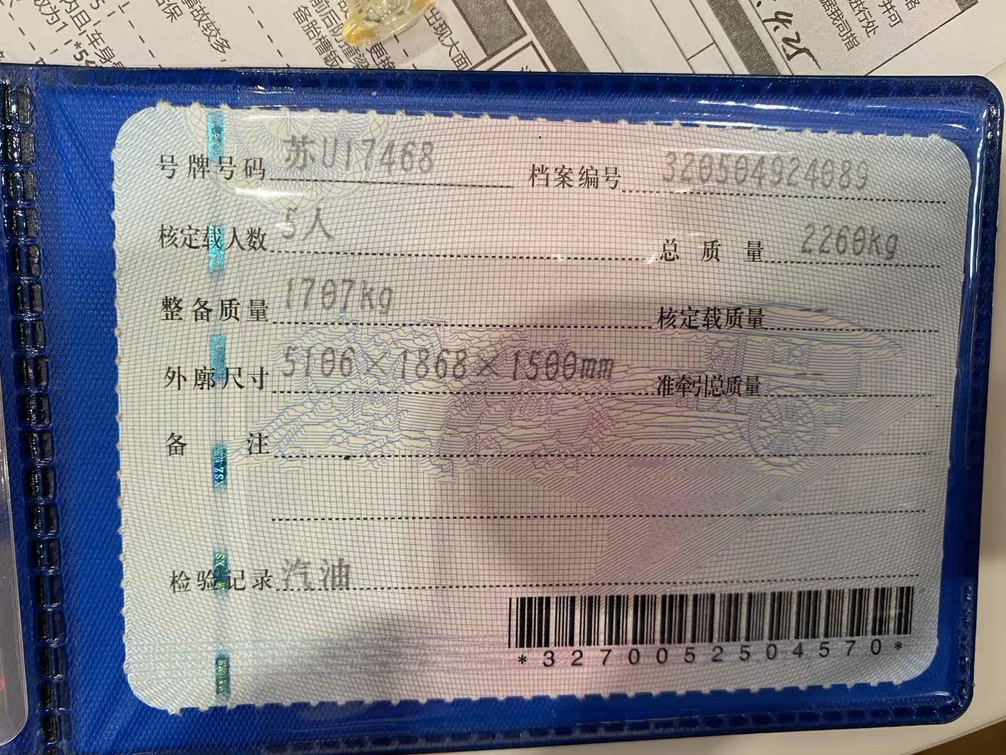 号牌号码 苏U17468 档案编号 320504924089
核定载人数 5人 总质量 2260kg
整备质量 1707kg 核定载质量 --
外廓尺寸 5106×1868×1500mm 准牵引总质量 --
备注
检验记录 汽油
*3270052504570*